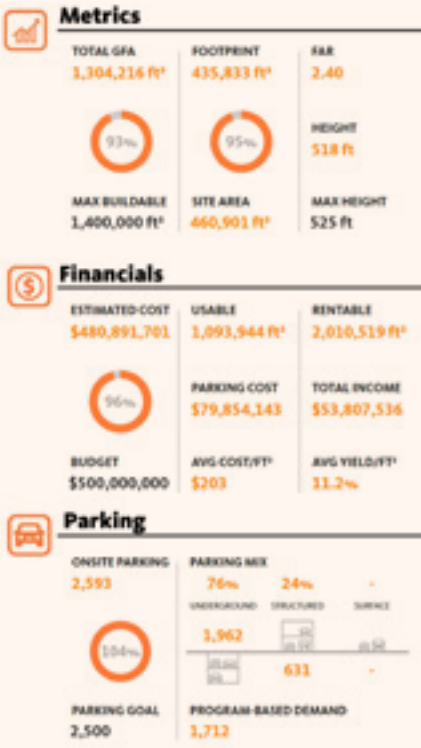 Metrics
TOTAL GFA FOOTPRINT FAR
1,304,216 ft² 435,833 ft² 2.40
93% 95%
HEIGHT
518 ft
MAX BUILDABLE SITE AREA MAX HEIGHT
1,400,000 ft² 460,901 ft² 525 ft
Financials
ESTIMATED COST USABLE RENTABLE
$480,891,701 1,093,944 ft² 2,010,519 ft²
96%
PARKING COST TOTAL INCOME
$79,854,143 $53,807,536
BUDGET AVG COST/FT² AVG YIELD/FT²
$500,000,000 $203 11.2%
Parking
ONSITE PARKING PARKING MIX
2,593 76% 24% -
UNDERGROUND STRUCTURED SURFACE
1,962
104%
631 -
PARKING GOAL PROGRAM-BASED DEMAND
2,500 1,712